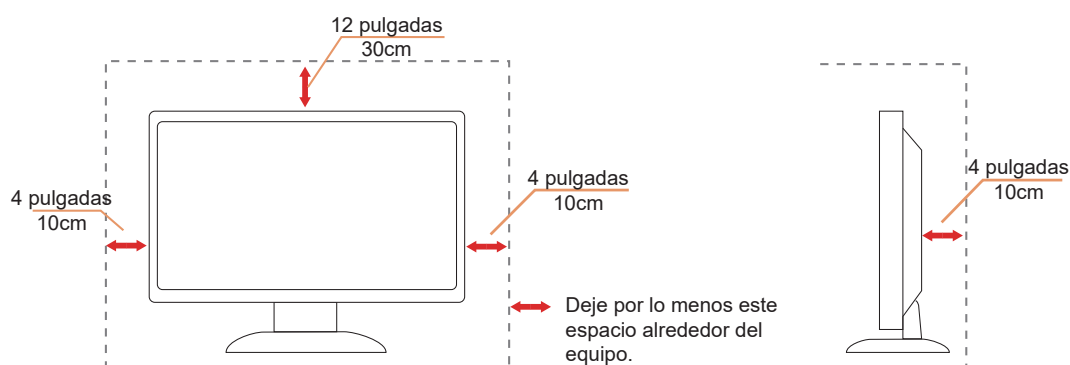 12 pulgadas
30cm
4 pulgadas
10cm
4 pulgadas
10cm
4 pulgadas
10cm
Deje por lo menos este
espacio alrededor del
equipo.